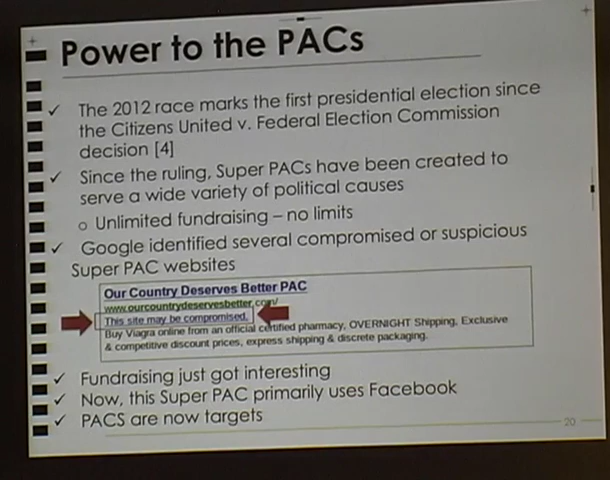 Power to the PACs
✓ The 2012 race marks the first presidential election since
the Citizens United v. Federal Election Commission
decision [4]
✓ Since the ruling, Super PACs have been created to
serve a wide variety of political causes
o Unlimited fundraising – no limits
✓ Google identified several compromised or suspicious
Super PAC websites
Our Country Deserves Better PAC
www.ourcountrydeservesbetter.com/
This site may be compromised.
Buy Viagra online from an official certified pharmacy, OVERNIGHT Shipping, Exclusive
& competitive discount prices, express shipping & discrete packaging.
✓ Fundraising just got interesting
✓ Now, this Super PAC primarily uses Facebook
✓ PACS are now targets
20